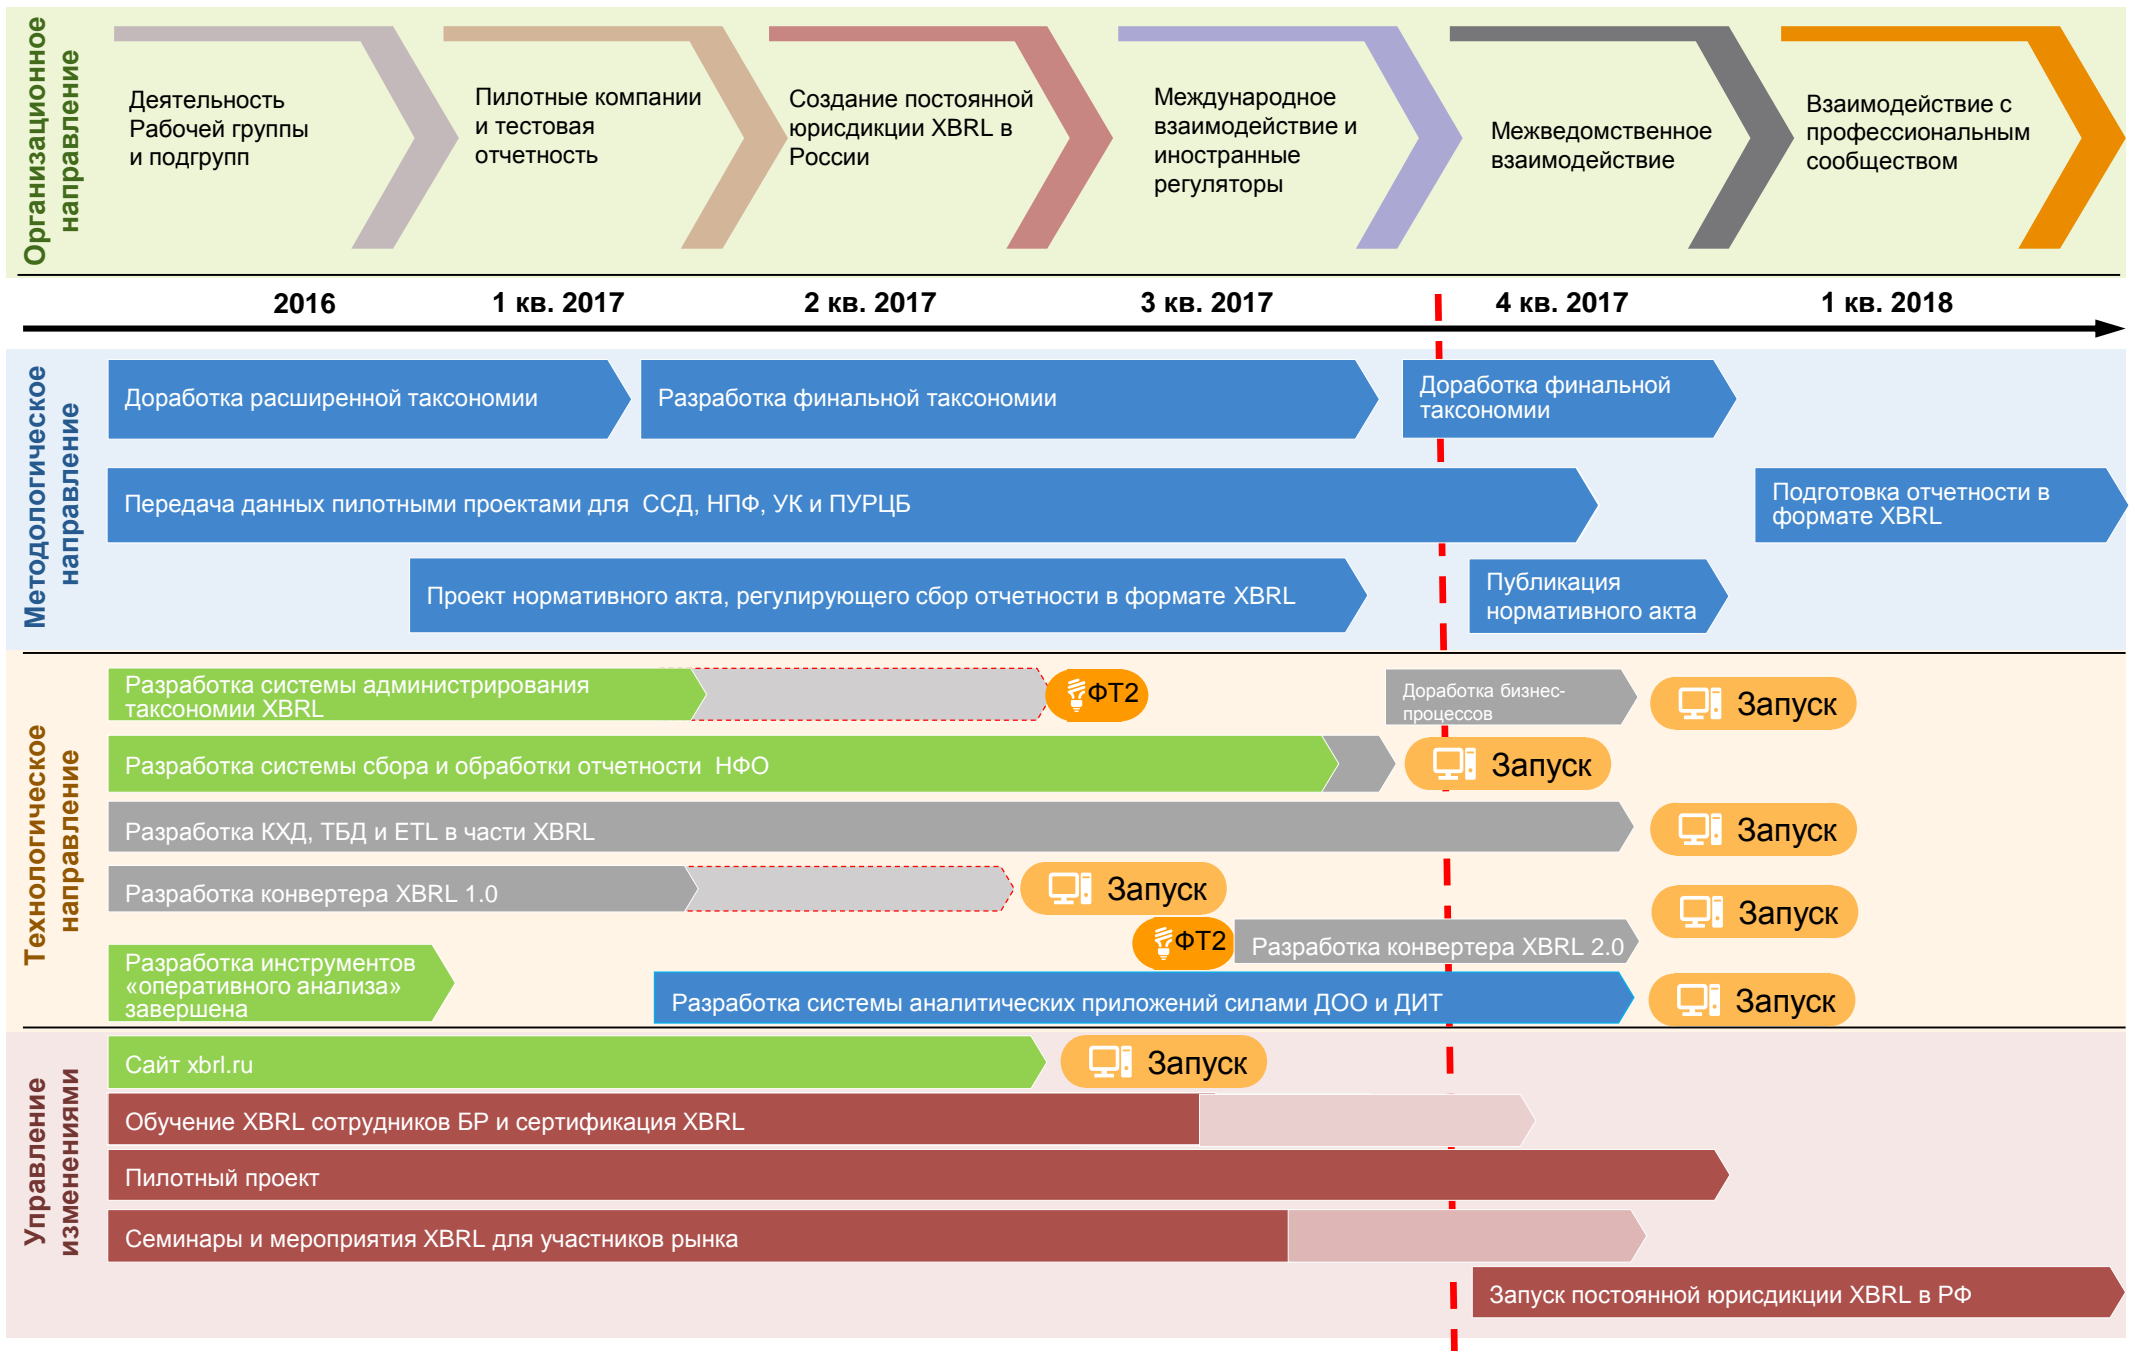 Организационное
направление
Деятельность
Рабочей группы
и подгрупп
Пилотные компании
и тестовая
отчетность
Создание постоянной
юрисдикции XBRL в
России
Международное
взаимодействие и
иностранные
регуляторы
Межведомственное
взаимодействие
Взаимодействие с
профессиональным
сообществом
2016
1 кв. 2017
2 кв. 2017
3 кв. 2017
4 кв. 2017
1 кв. 2018
Методологическое
направление
Доработка расширенной таксономии
Разработка финальной таксономии
Доработка финальной
таксономии
Передача данных пилотными проектами для ССД, НПФ, УК и ПУРЦБ
Подготовка отчетности в
формате XBRL
Проект нормативного акта, регулирующего сбор отчетности в формате XBRL
Публикация
нормативного акта
Технологическое
направление
Разработка системы администрирования
таксономии XBRL
ФТ2
Доработка бизнес-
процессов
Запуск
Разработка системы сбора и обработки отчетности НФО
Запуск
Разработка КХД, ТБД и ETL в части XBRL
Запуск
Разработка конвертера XBRL 1.0
Запуск
ФТ2
Разработка конвертера XBRL 2.0
Запуск
Разработка инструментов
«оперативного анализа»
завершена
Разработка системы аналитических приложений силами ДОО и ДИТ
Запуск
Управление
изменениями
Сайт xbrl.ru
Запуск
Обучение XBRL сотрудников БР и сертификация XBRL
Пилотный проект
Семинары и мероприятия XBRL для участников рынка
Запуск постоянной юрисдикции XBRL в РФ